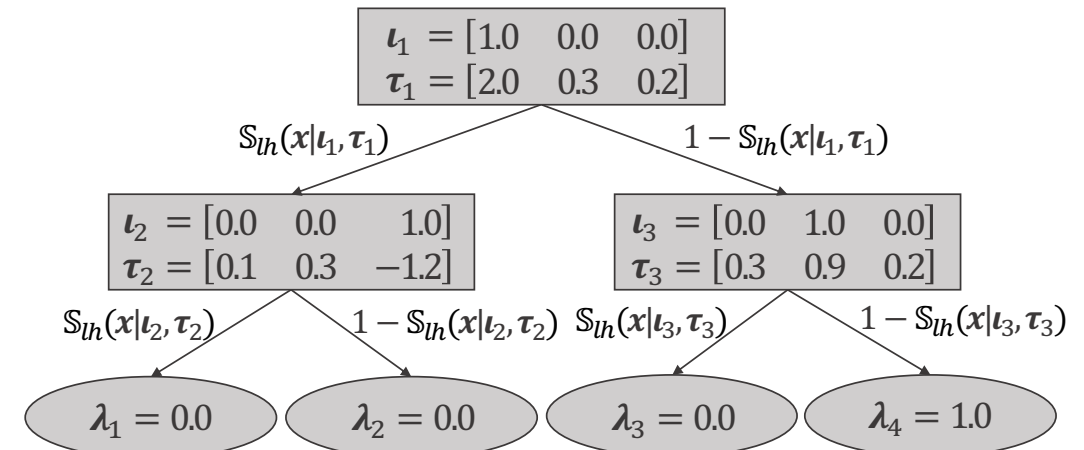 𝜾₁ = [1.0 0.0 0.0]
𝝉₁ = [2.0 0.3 0.2]
𝕊ₗₕ(𝒙|𝜾₁,𝝉₁) 1 − 𝕊ₗₕ(𝒙|𝜾₁,𝝉₁)
𝜾₂ = [0.0 0.0 1.0] 𝜾₃ = [0.0 1.0 0.0]
𝝉₂ = [0.1 0.3 −1.2] 𝝉₃ = [0.3 0.9 0.2]
𝕊ₗₕ(𝒙|𝜾₂,𝝉₂) 1 − 𝕊ₗₕ(𝒙|𝜾₂,𝝉₂) 𝕊ₗₕ(𝒙|𝜾₃,𝝉₃) 1 − 𝕊ₗₕ(𝒙|𝜾₃,𝝉₃)
𝝀₁ = 0.0 𝝀₂ = 0.0 𝝀₃ = 0.0 𝝀₄ = 1.0